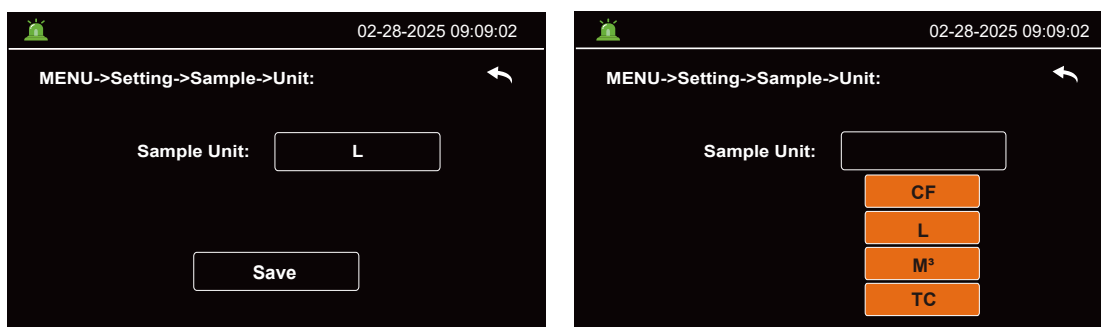 02-28-2025 09:09:02
MENU->Setting->Sample->Unit:
Sample Unit: L
Save
02-28-2025 09:09:02
MENU->Setting->Sample->Unit:
Sample Unit:
CF
L
M³
TC